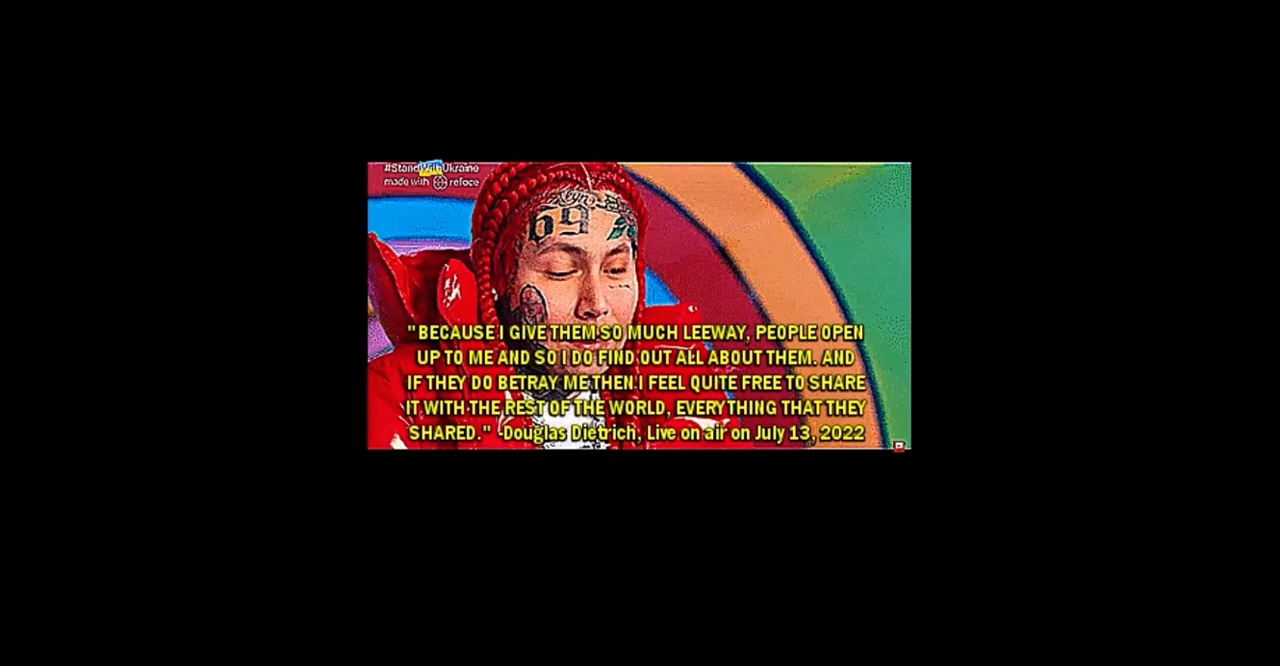 #StandWithUkraine
made with reface
69
"BECAUSE I GIVE THEM SO MUCH LEEWAY, PEOPLE OPEN
UP TO ME AND SO I DO FIND OUT ALL ABOUT THEM. AND
IF THEY DO BETRAY ME THEN I FEEL QUITE FREE TO SHARE
IT WITH THE REST OF THE WORLD, EVERYTHING THAT THEY
SHARED." -Douglas Dietrich, Live on air on July 13, 2022